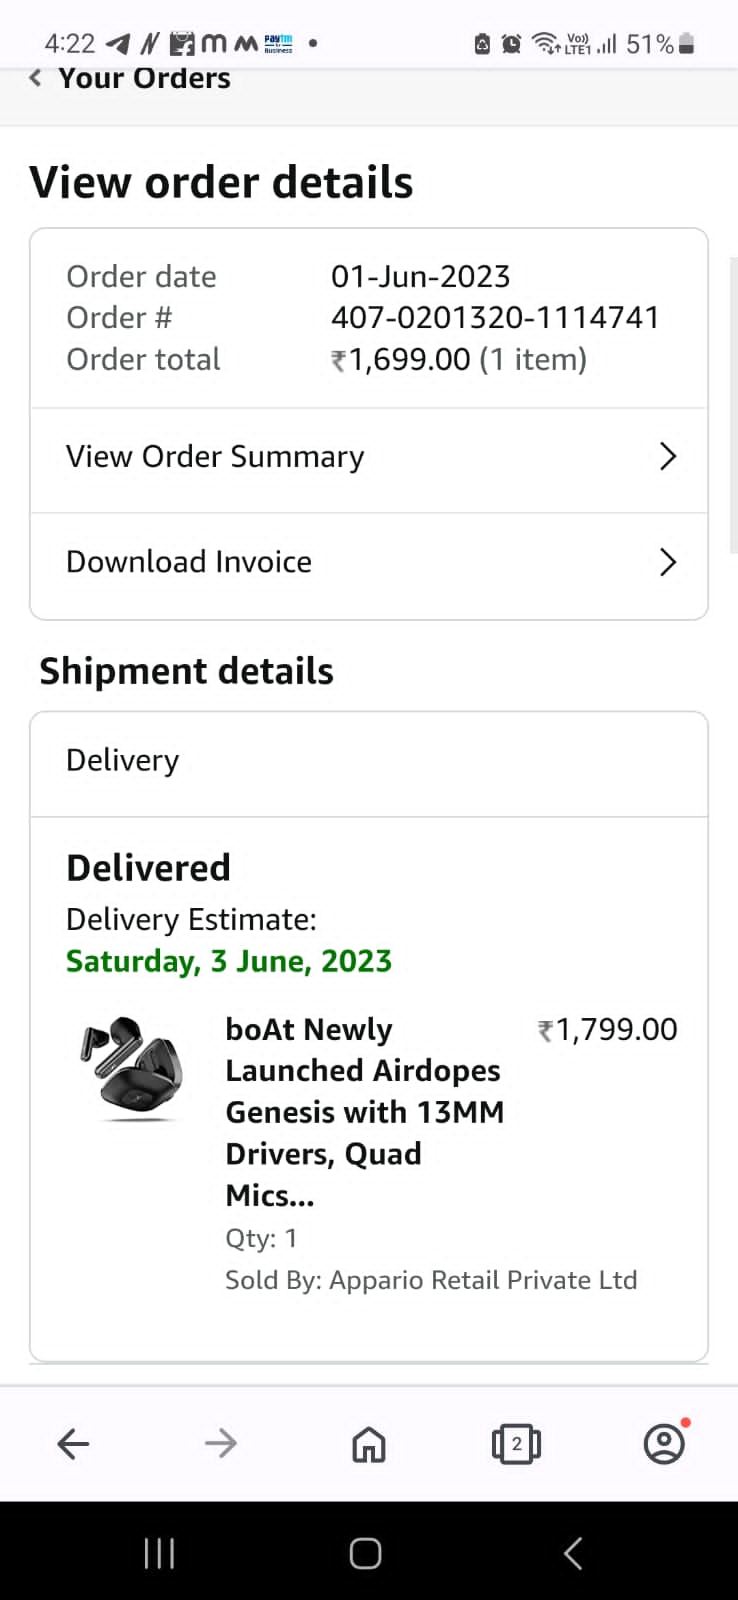 4:22
Paytm
Business
Vo))
LTE1
51%
Your Orders
View order details
Order date 01-Jun-2023
Order # 407-0201320-1114741
Order total ₹1,699.00 (1 item)
View Order Summary
Download Invoice
Shipment details
Delivery
Delivered
Delivery Estimate:
Saturday, 3 June, 2023
boAt Newly ₹1,799.00
Launched Airdopes
Genesis with 13MM
Drivers, Quad
Mics...
Qty: 1
Sold By: Appario Retail Private Ltd
2